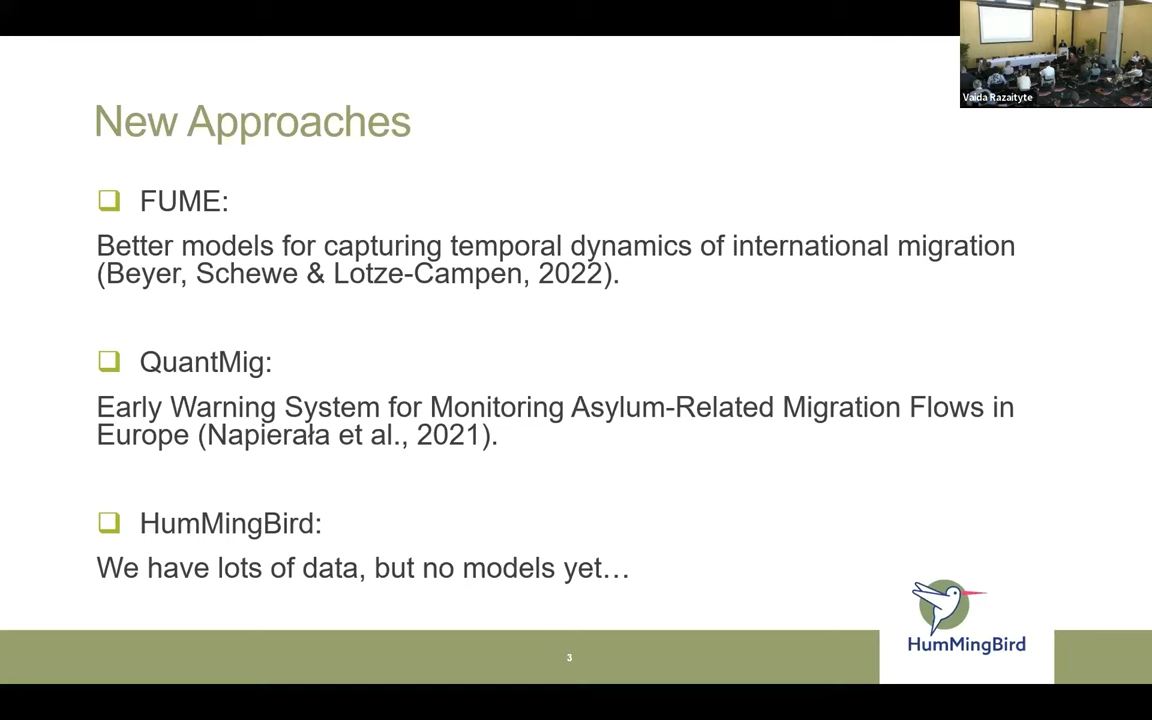 Vaida Razaityte
New Approaches
FUME:
Better models for capturing temporal dynamics of international migration
(Beyer, Schewe & Lotze-Campen, 2022).
QuantMig:
Early Warning System for Monitoring Asylum-Related Migration Flows in
Europe (Napierała et al., 2021).
HumMingBird:
We have lots of data, but no models yet…
HumMingBird
3